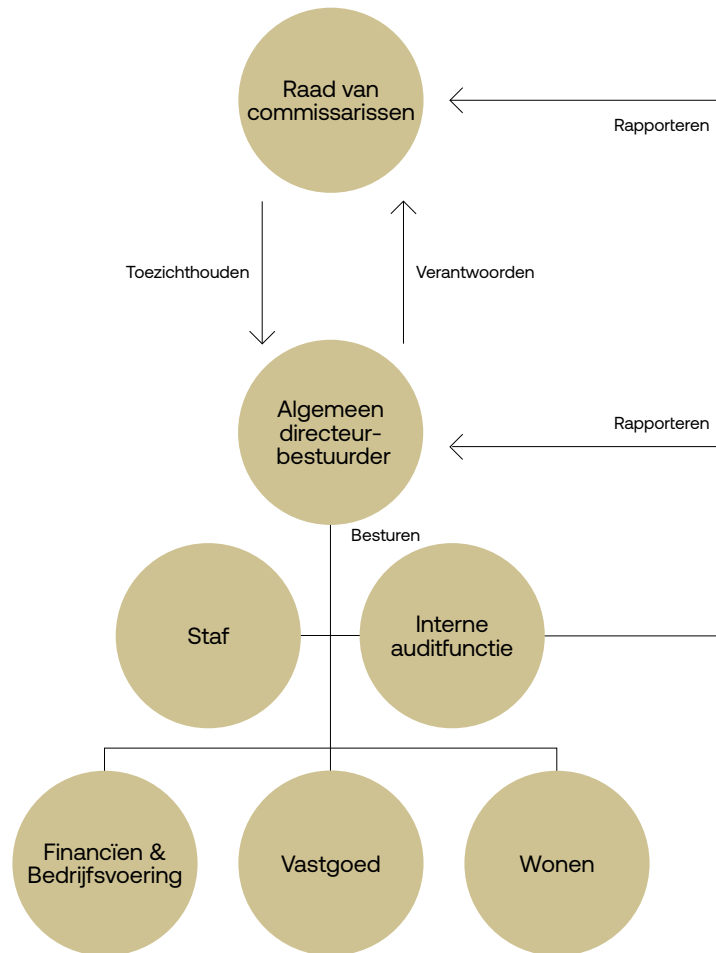 Raad van
commissarissen
Rapporteren
Toezichthouden
Verantwoorden
Algemeen
directeur-
bestuurder
Rapporteren
Besturen
Staf
Interne
auditfunctie
Financïen &
Bedrijfsvoering
Vastgoed
Wonen